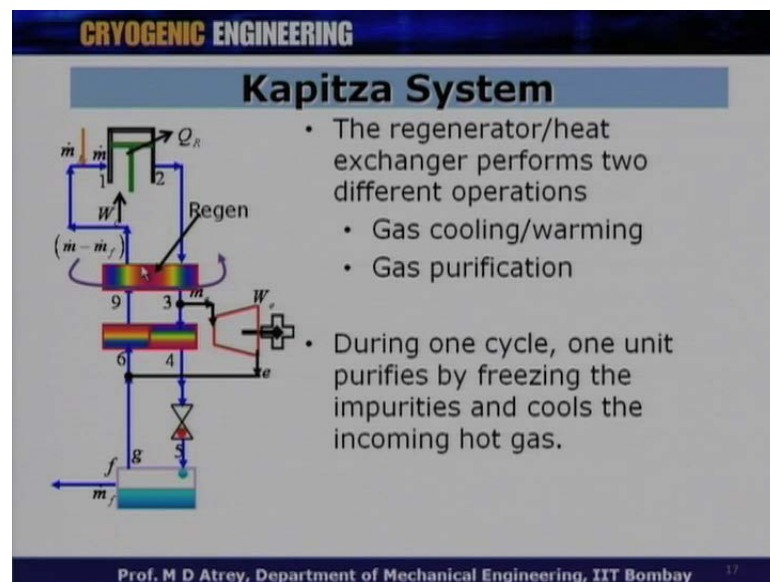 CRYOGENIC ENGINEERING
Kapitza System
• The regenerator/heat
exchanger performs two
different operations
• Gas cooling/warming
• Gas purification
• During one cycle, one unit
purifies by freezing the
impurities and cools the
incoming hot gas.
ṁ ṁ Q_R
1 2
W_c
Regen
(ṁ − ṁ_f)
9 3 ṁ_e W_e
6 4
e
g 5
f
ṁ_f
Prof. M D Atrey, Department of Mechanical Engineering, IIT Bombay 17